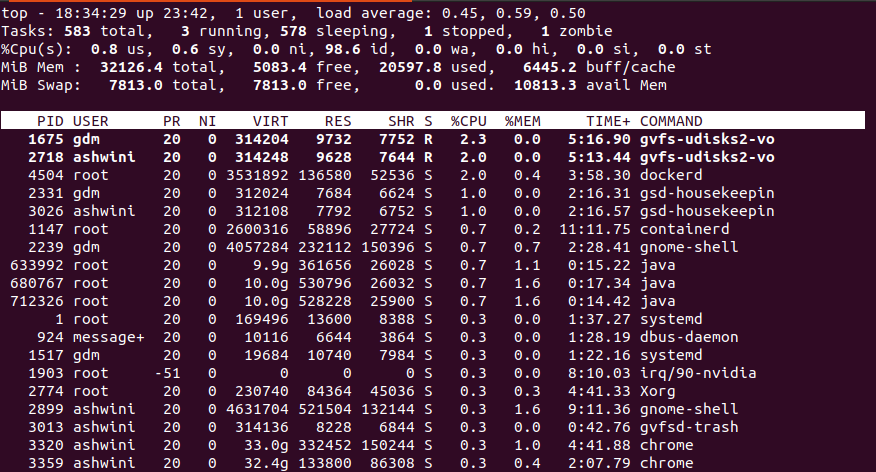 top - 18:34:29 up 23:42,  1 user,  load average: 0.45, 0.59, 0.50
Tasks: 583 total,   3 running, 578 sleeping,   1 stopped,   1 zombie
%Cpu(s):  0.8 us,  0.6 sy,  0.0 ni, 98.6 id,  0.0 wa,  0.0 hi,  0.0 si,  0.0 st
MiB Mem :  32126.4 total,   5083.4 free,  20597.8 used,   6445.2 buff/cache
MiB Swap:   7813.0 total,   7813.0 free,      0.0 used.  10813.3 avail Mem
PID USER      PR  NI    VIRT    RES    SHR S  %CPU  %MEM     TIME+ COMMAND
1675 gdm       20   0  314204   9732   7752 R   2.3   0.0   5:16.90 gvfs-udisks2-vo
2718 ashwini   20   0  314248   9628   7644 R   2.0   0.0   5:13.44 gvfs-udisks2-vo
4504 root      20   0 3531892 136580  52536 S   2.0   0.4   3:58.30 dockerd
2331 gdm       20   0  312024   7684   6624 S   1.0   0.0   2:16.31 gsd-housekeepin
3026 ashwini   20   0  312108   7792   6752 S   1.0   0.0   2:16.57 gsd-housekeepin
1147 root      20   0 2600316  58896  27724 S   0.7   0.2  11:11.75 containerd
2239 gdm       20   0 4057284 232112 150396 S   0.7   0.7   2:28.41 gnome-shell
633992 root      20   0    9.9g 361656  26028 S   0.7   1.1   0:15.22 java
680767 root      20   0   10.0g 530796  26032 S   0.7   1.6   0:17.34 java
712326 root      20   0   10.0g 528228  25900 S   0.7   1.6   0:14.42 java
1 root      20   0  169496  13600   8388 S   0.3   0.0   1:37.27 systemd
924 message+  20   0   10116   6644   3864 S   0.3   0.0   1:28.19 dbus-daemon
1517 gdm       20   0   19684  10740   7984 S   0.3   0.0   1:22.16 systemd
1903 root     -51   0       0      0      0 S   0.3   0.0   8:10.03 irq/90-nvidia
2774 root      20   0  230740  84364  45036 S   0.3   0.3   4:41.33 Xorg
2899 ashwini   20   0 4631704 521504 132144 S   0.3   1.6   9:11.36 gnome-shell
3013 ashwini   20   0  314136   8228   6844 S   0.3   0.0   0:42.76 gvfsd-trash
3320 ashwini   20   0   33.0g 332452 150244 S   0.3   1.0   4:41.88 chrome
3359 ashwini   20   0   32.4g 133800  86308 S   0.3   0.4   2:07.79 chrome